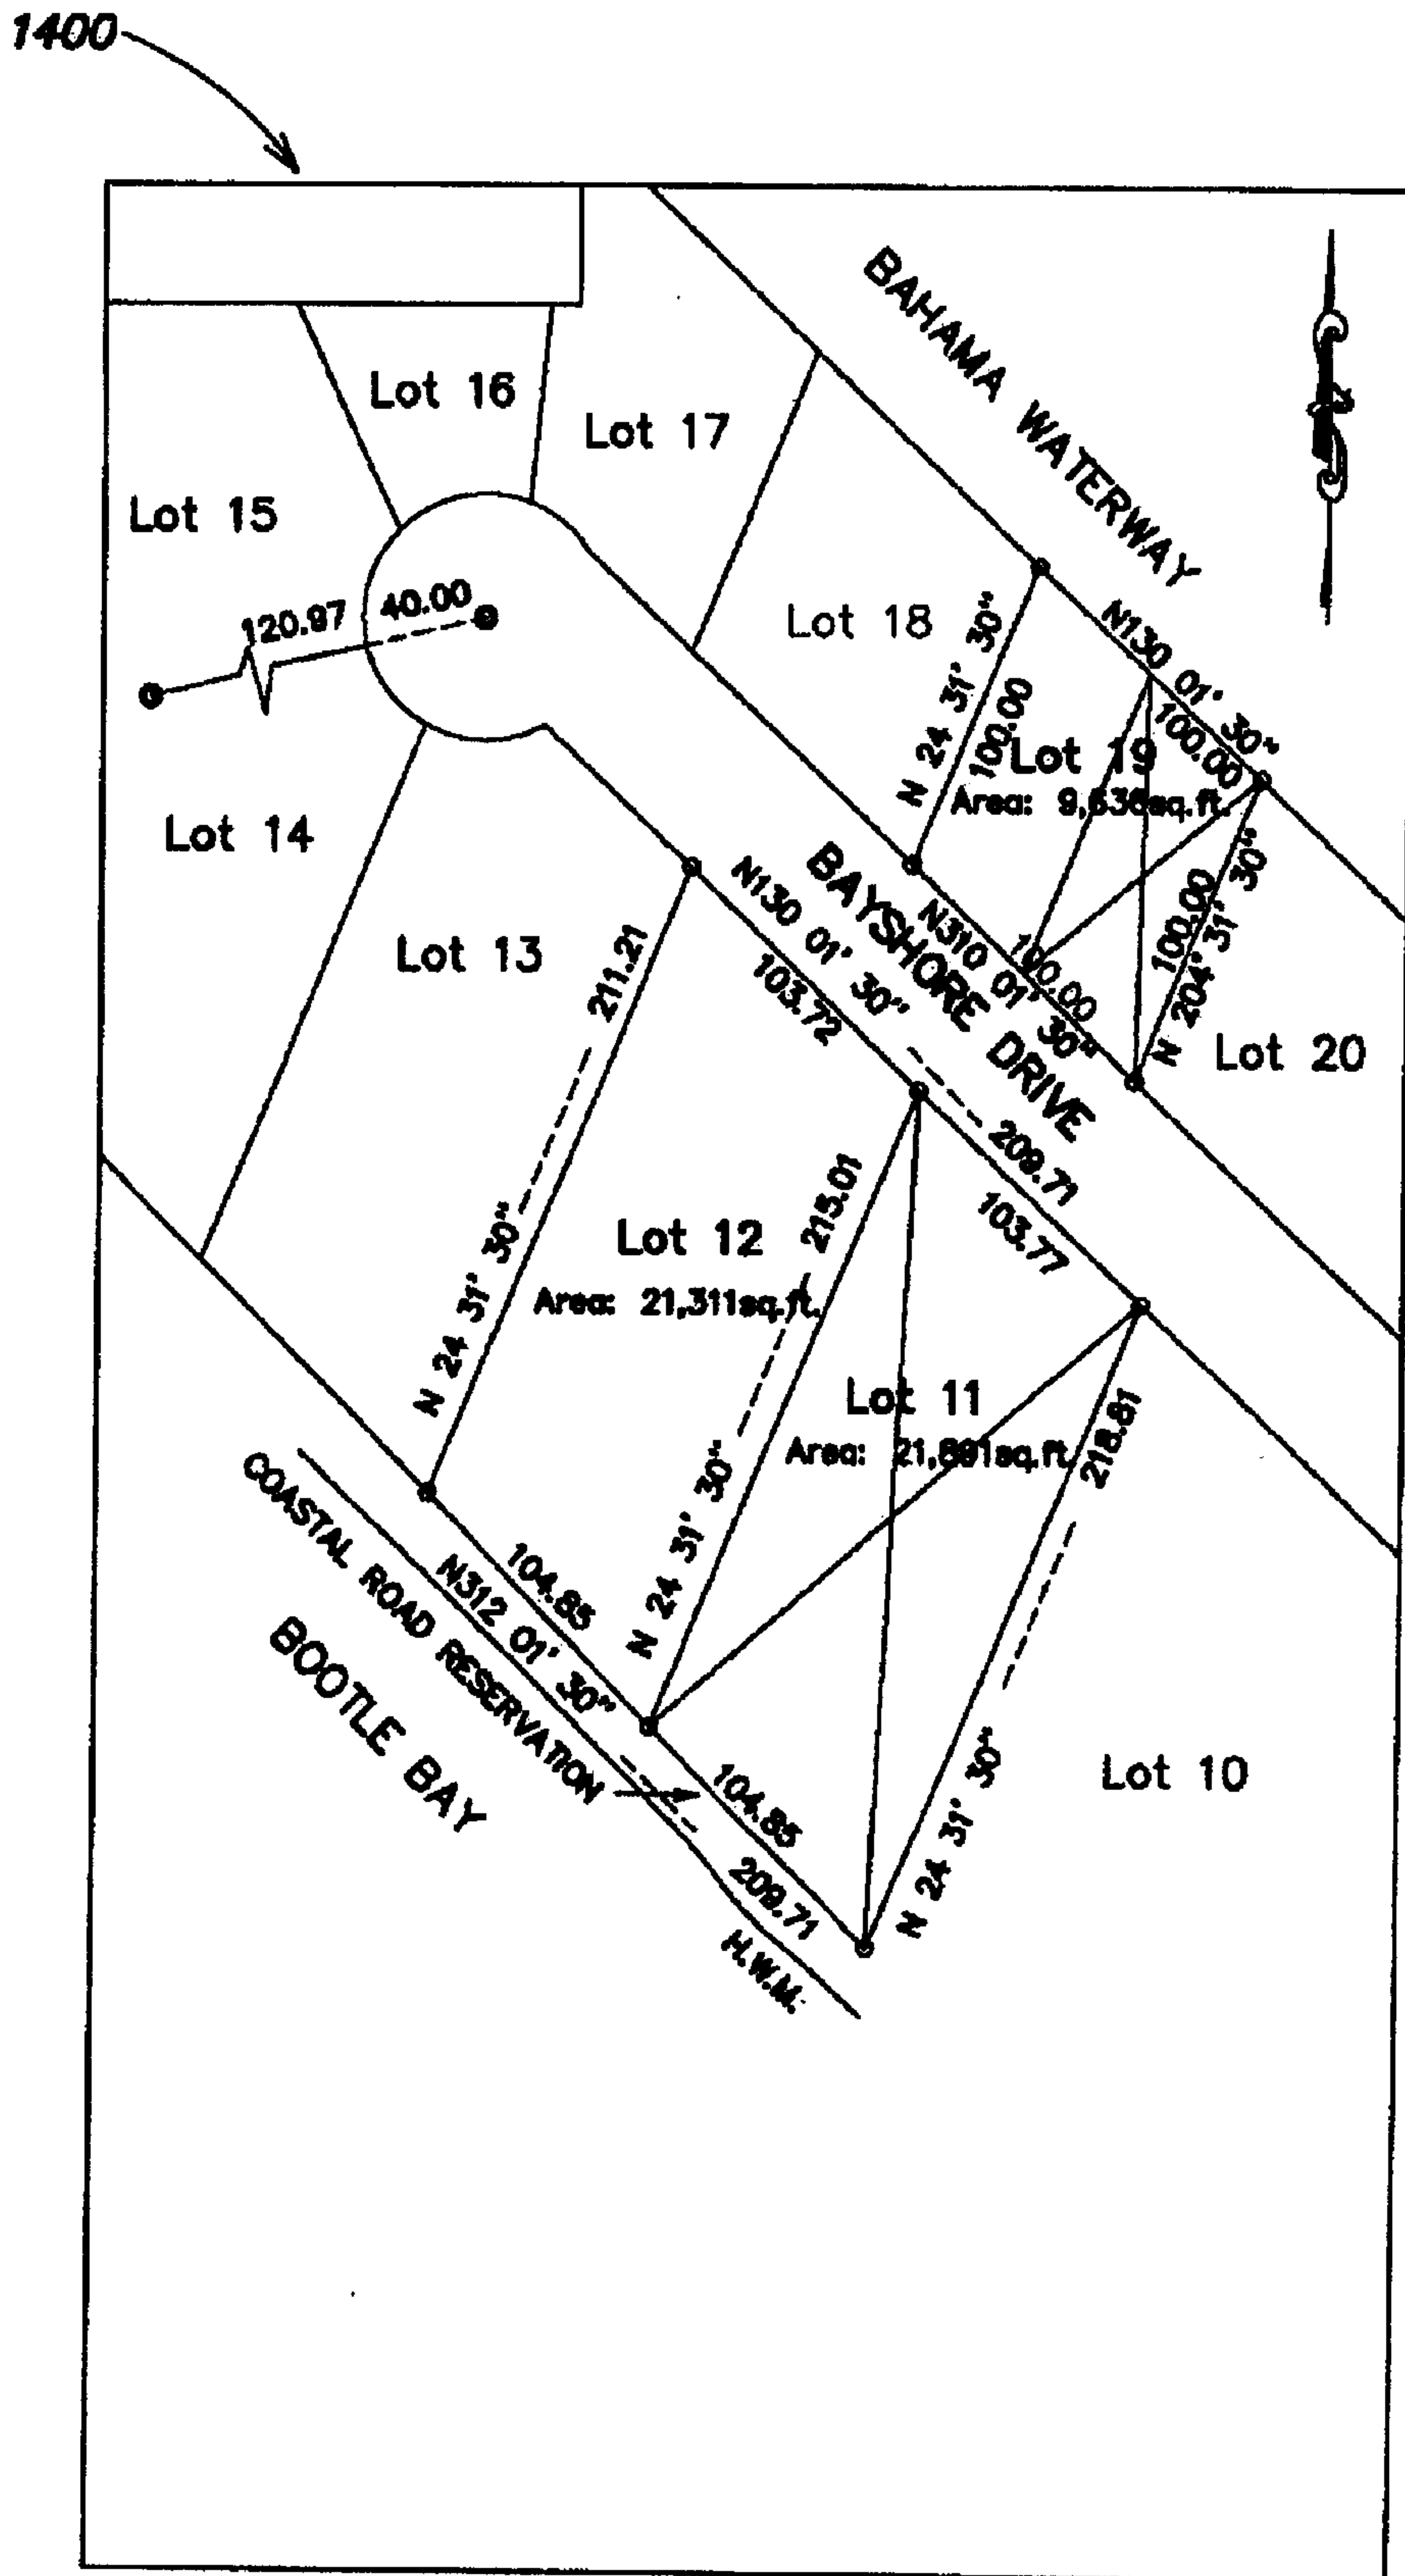 1400
BAHAMA WATERWAY
Lot 16
Lot 17
Lot 15
120.97 40.00
Lot 18
N 24 31' 30"
100.00
N130 01' 30"
100.00
Lot 19
Area: 9,636sq.ft.
Lot 14
Lot 13
211.21
N 24 31' 30"
N130 01' 30"
103.72
BAYSHORE DRIVE
N310 01' 30"
100.00
100.00
N 204° 31' 30"
Lot 20
209.71
103.77
Lot 12
Area: 21,311sq.ft.
215.01
N 24 31' 30"
Lot 11
Area: 21,691sq.ft.
218.81
N 24 31' 30"
COASTAL ROAD RESERVATION
N312 01' 30"
104.85
BOOTLE BAY
104.85
209.71
H.W.M.
Lot 10